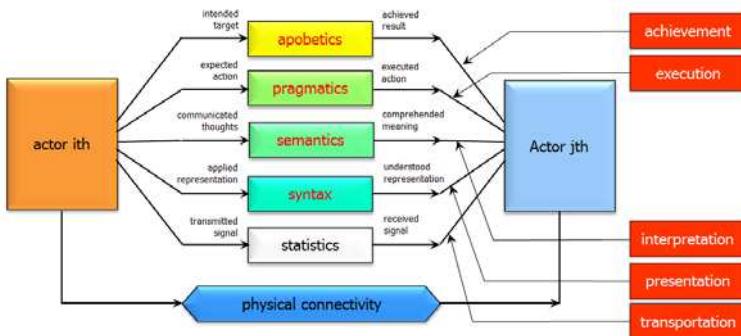 intended
target
apobetics
achieved
result
achievement
expected
action
pragmatics
executed
action
execution
actor ith
communicated
thoughts
semantics
comprehended
meaning
Actor jth
applied
representation
syntax
understood
representation
transmitted
signal
statistics
received
signal
interpretation
presentation
physical connectivity
transportation